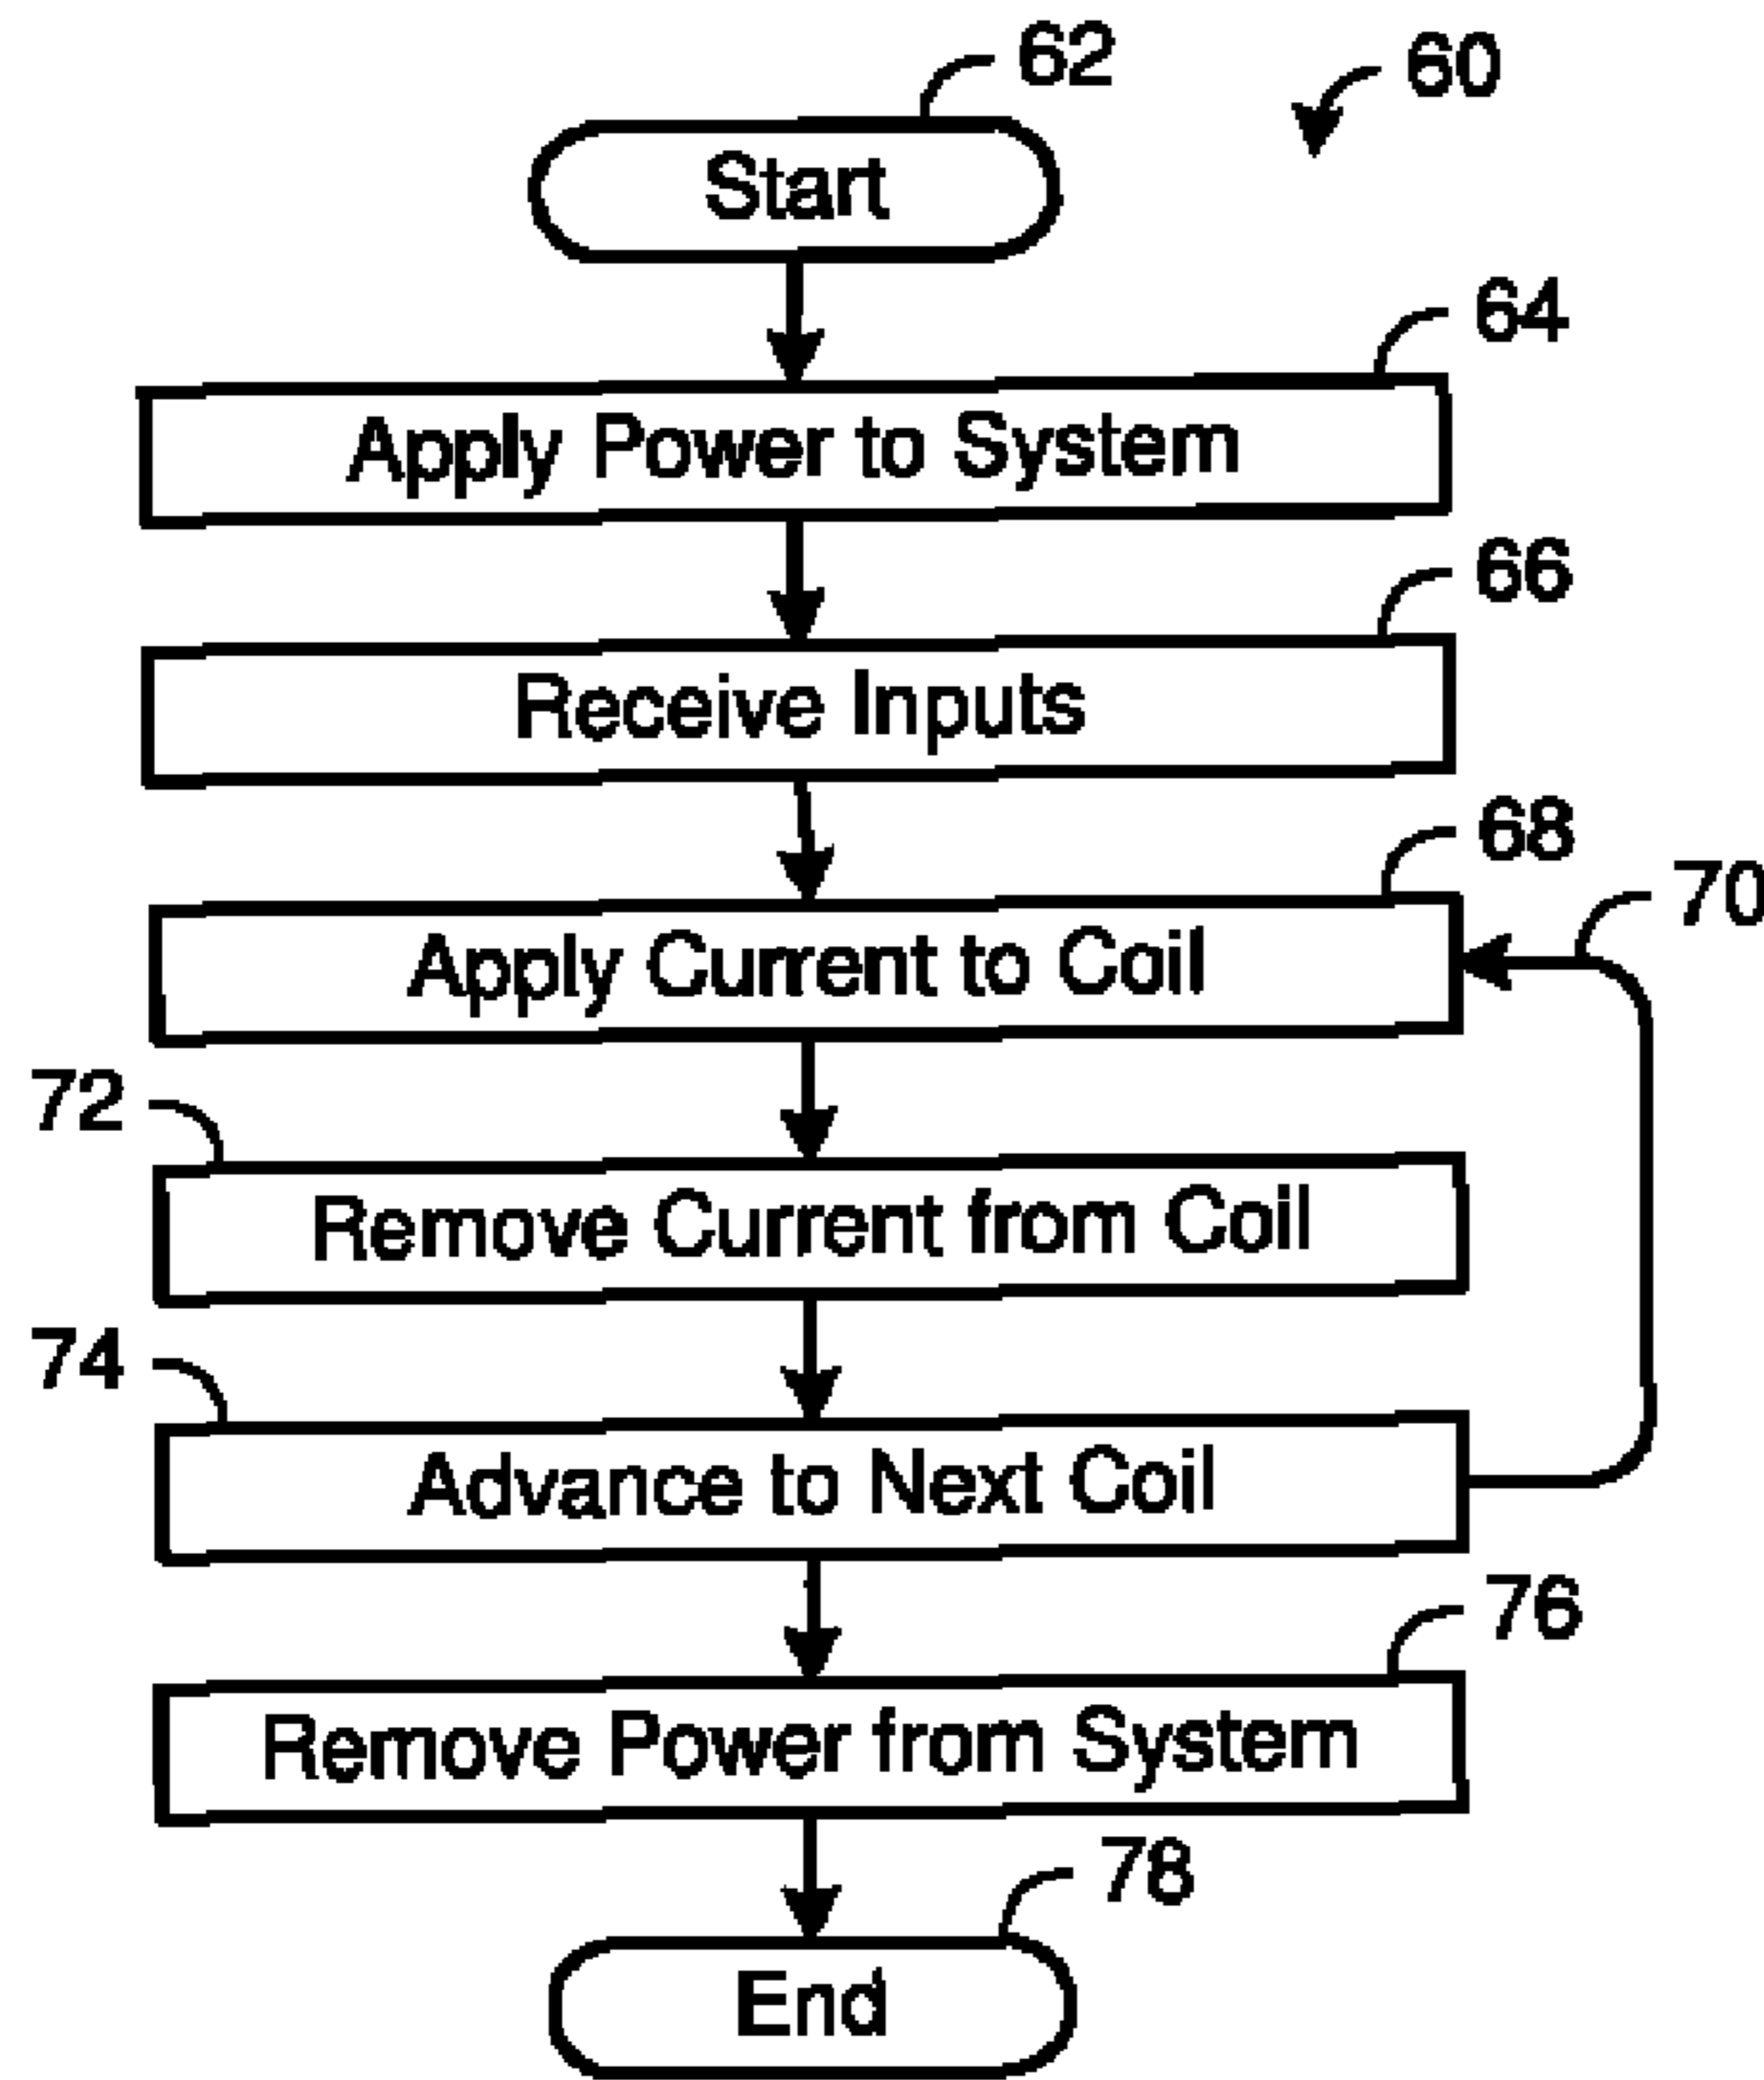 62
60
Start
64
Apply Power to System
66
Receive Inputs
68
70
Apply Current to Coil
72
Remove Current from Coil
74
Advance to Next Coil
76
Remove Power from System
78
End